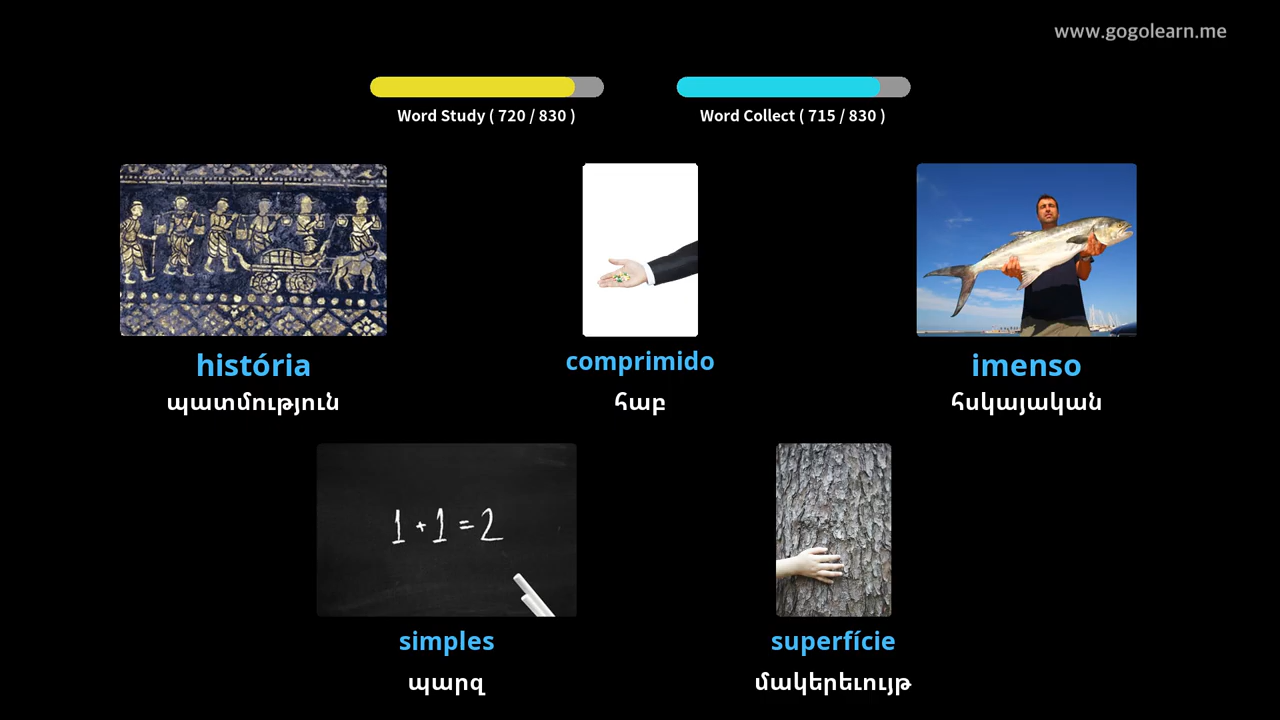 www.gogolearn.me
Word Study ( 720 / 830 )
Word Collect ( 715 / 830 )
história
պատմություն
comprimido
հաբ
imenso
հսկայական
1 + 1 = 2
simples
պարզ
superfície
մակերեւույթ